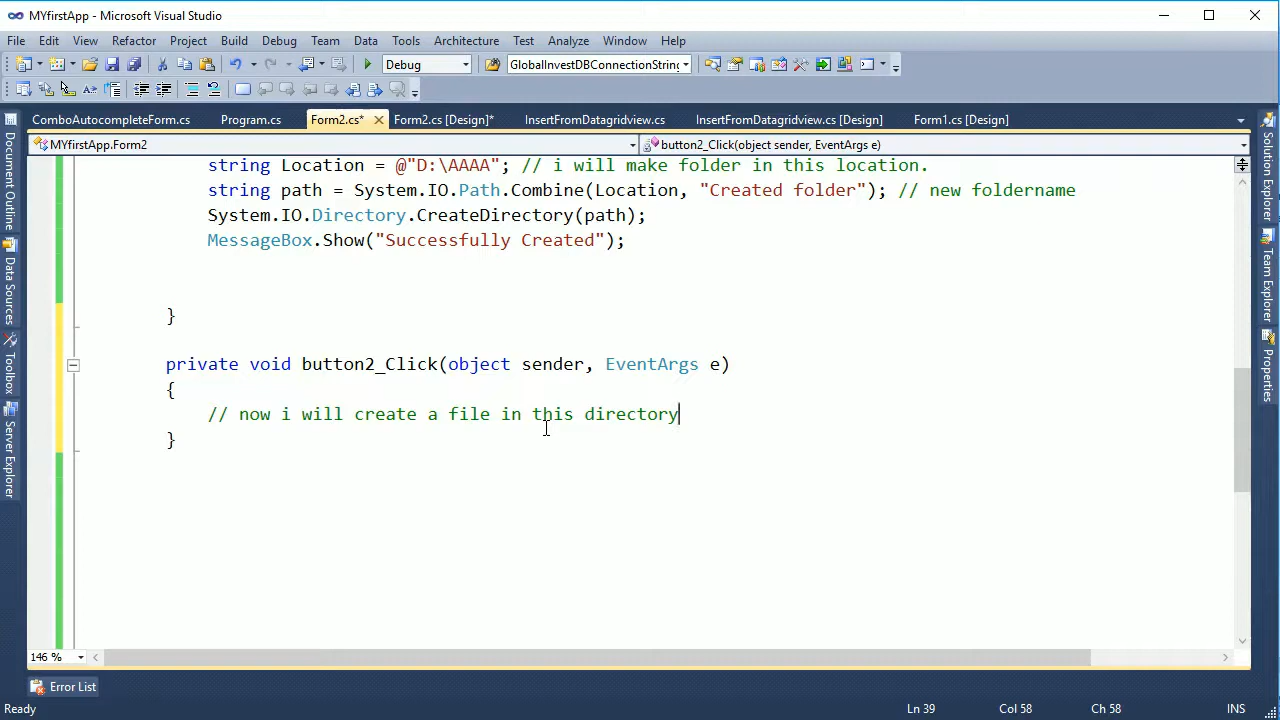 MYfirstApp - Microsoft Visual Studio
File Edit View Refactor Project Build Debug Team Data Tools Architecture Test Analyze Window Help
Debug GlobalInvestDBConnectionString
ComboAutocompleteForm.cs Program.cs Form2.cs* Form2.cs [Design]* InsertFromDatagridview.cs InsertFromDatagridview.cs [Design] Form1.cs [Design]
MYfirstApp.Form2 button2_Click(object sender, EventArgs e)
string Location = @"D:\AAAA"; // i will make folder in this location.
string path = System.IO.Path.Combine(Location, "Created folder"); // new foldername
System.IO.Directory.CreateDirectory(path);
MessageBox.Show("Successfully Created");
}
private void button2_Click(object sender, EventArgs e)
{
// now i will create a file in this directory
}
146 %
Document Outline
Data Sources
Toolbox
Server Explorer
Solution Explorer
Team Explorer
Properties
Error List
Ready Ln 39 Col 58 Ch 58 INS